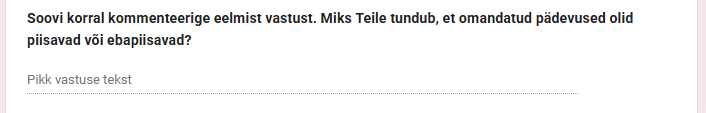 Soovi korral kommenteerige eelmist vastust. Miks Teile tundub, et omandatud pädevused olid
piisavad või ebapiisavad?
Pikk vastuse tekst